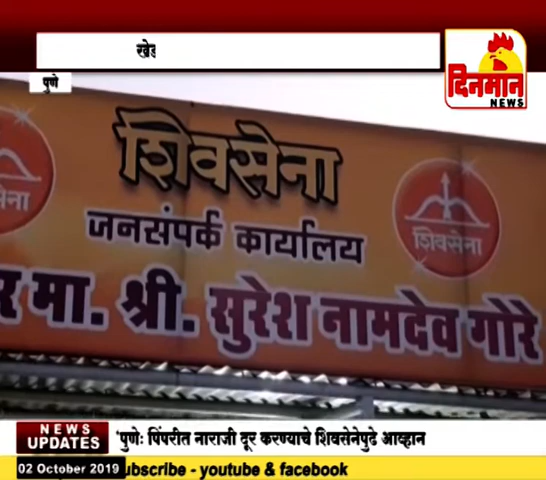 खेड
दिनमान
NEWS
पुणे
शिवसेना
सेना
जनसंपर्क कार्यालय
शिवसेना
मा. श्री. सुरेश नामदेव गोरे
NEWS
UPDATES
'पुणेः पिंपरीत नाराजी दूर करण्याचे शिवसेनेपुढे आव्हान
02 October 2019
ubscribe - youtube & facebook